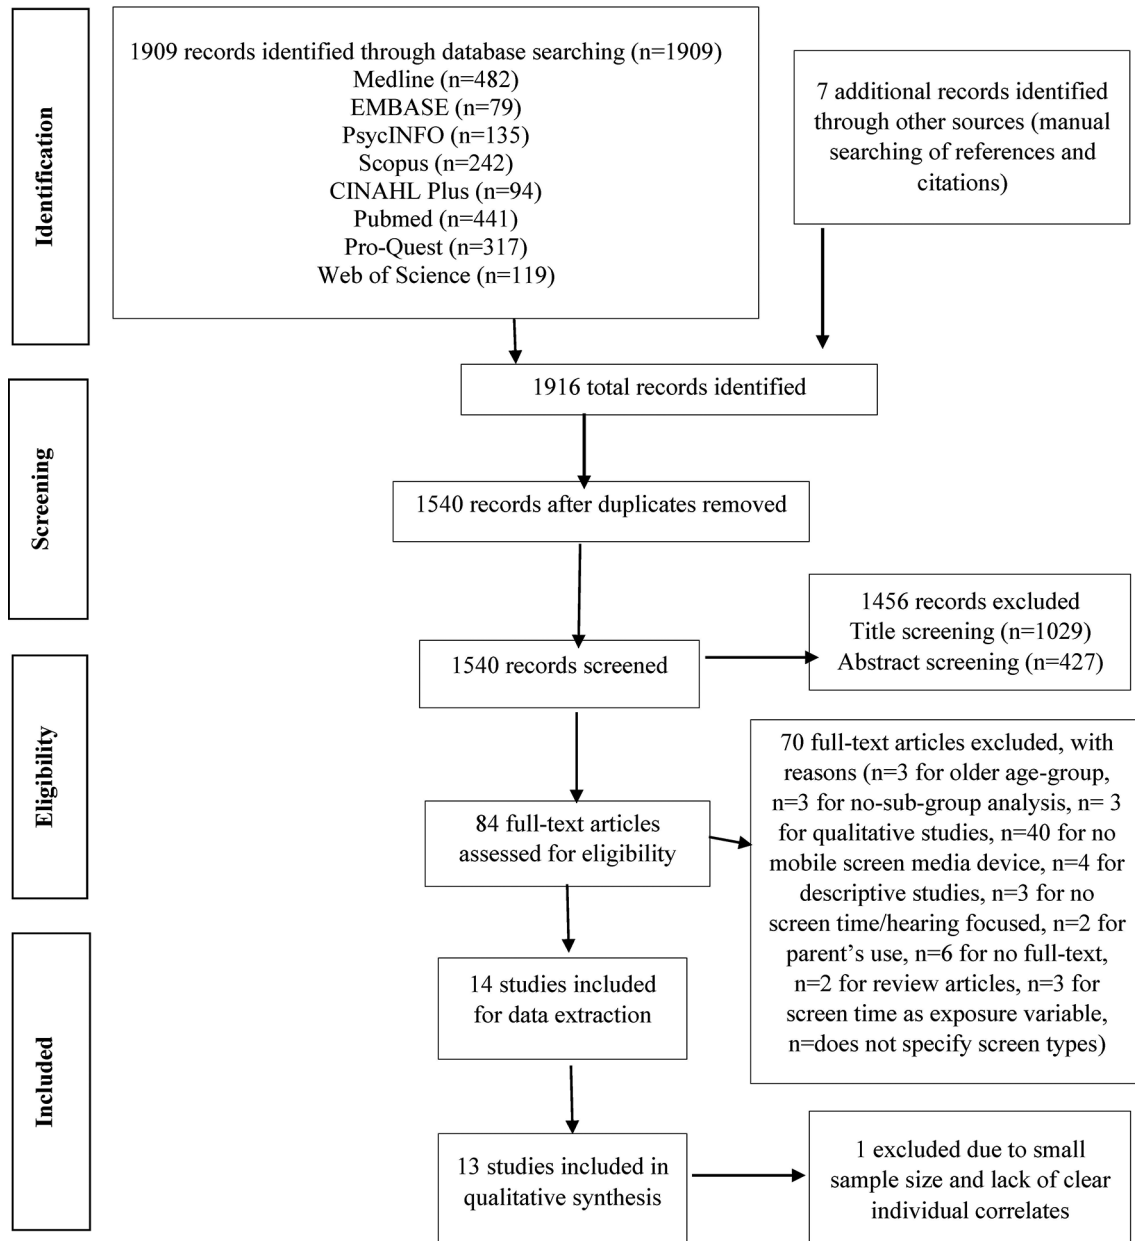 Identification
1909 records identified through database searching (n=1909)
Medline (n=482)
EMBASE (n=79)
PsycINFO (n=135)
Scopus (n=242)
CINAHL Plus (n=94)
Pubmed (n=441)
Pro-Quest (n=317)
Web of Science (n=119)
7 additional records identified
through other sources (manual
searching of references and
citations)
1916 total records identified
Screening
1540 records after duplicates removed
1540 records screened
1456 records excluded
Title screening (n=1029)
Abstract screening (n=427)
Eligibility
84 full-text articles
assessed for eligibility
70 full-text articles excluded, with
reasons (n=3 for older age-group,
n=3 for no-sub-group analysis, n= 3
for qualitative studies, n=40 for no
mobile screen media device, n=4 for
descriptive studies, n=3 for no
screen time/hearing focused, n=2 for
parent’s use, n=6 for no full-text,
n=2 for review articles, n=3 for
screen time as exposure variable,
n=does not specify screen types)
Included
14 studies included
for data extraction
13 studies included in
qualitative synthesis
1 excluded due to small
sample size and lack of clear
individual correlates